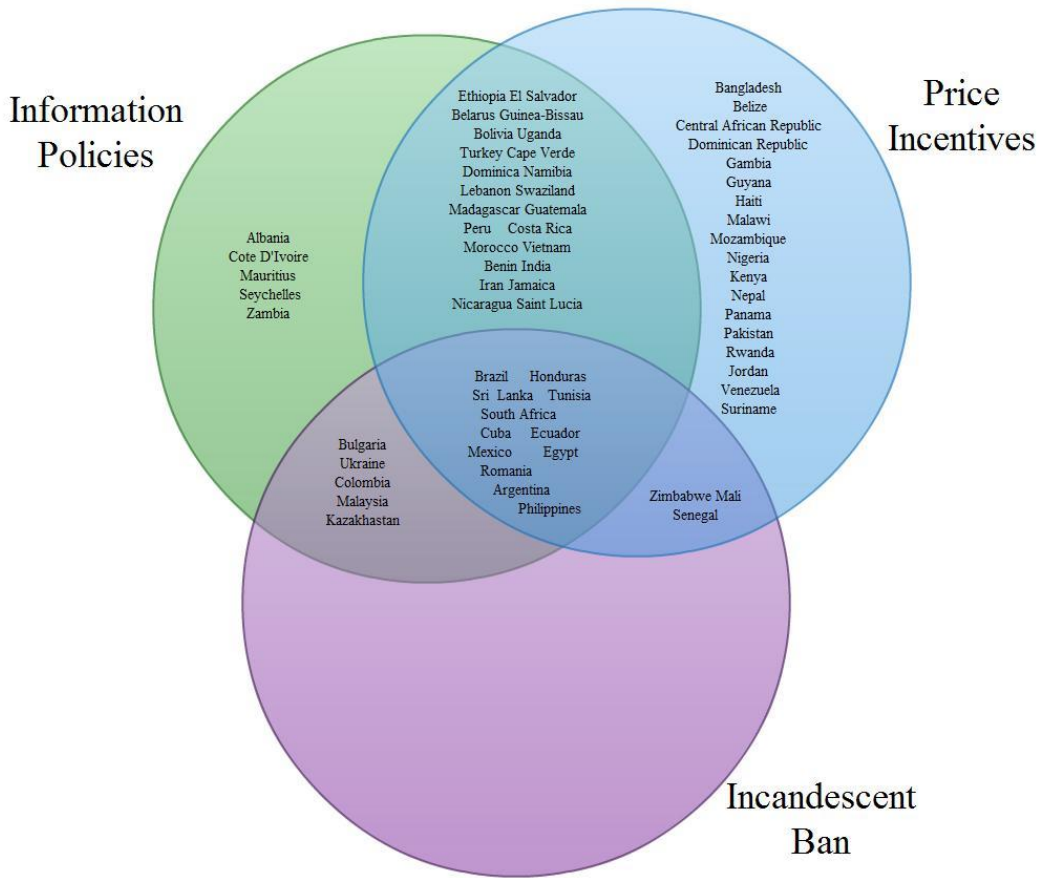 Information
Policies
Price
Incentives
Ethiopia El Salvador
Belarus Guinea-Bissau
Bolivia Uganda
Turkey Cape Verde
Dominica Namibia
Lebanon Swaziland
Madagascar Guatemala
Peru Costa Rica
Morocco Vietnam
Benin India
Iran Jamaica
Nicaragua Saint Lucia
Bangladesh
Belize
Central African Republic
Dominican Republic
Gambia
Guyana
Haiti
Malawi
Mozambique
Nigeria
Kenya
Nepal
Panama
Pakistan
Rwanda
Jordan
Venezuela
Suriname
Albania
Cote D'Ivoire
Mauritius
Seychelles
Zambia
Brazil Honduras
Sri Lanka Tunisia
South Africa
Cuba Ecuador
Mexico Egypt
Romania
Argentina
Philippines
Bulgaria
Ukraine
Colombia
Malaysia
Kazakhastan
Zimbabwe Mali
Senegal
Incandescent
Ban